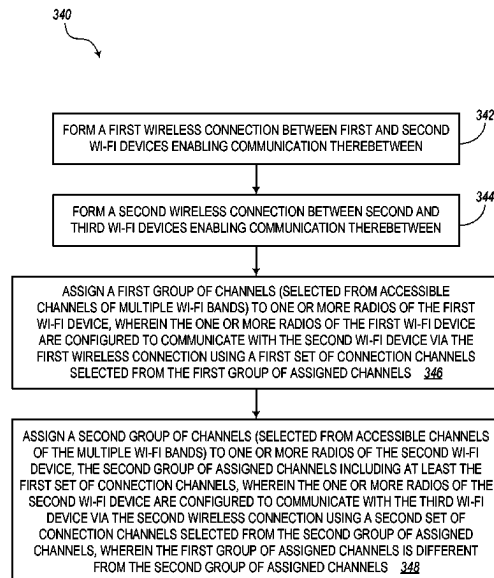 340
FORM A FIRST WIRELESS CONNECTION BETWEEN FIRST AND SECOND
WI-FI DEVICES ENABLING COMMUNICATION THEREBETWEEN
342
FORM A SECOND WIRELESS CONNECTION BETWEEN SECOND AND
THIRD WI-FI DEVICES ENABLING COMMUNICATION THEREBETWEEN
344
ASSIGN A FIRST GROUP OF CHANNELS (SELECTED FROM ACCESSIBLE
CHANNELS OF MULTIPLE WI-FI BANDS) TO ONE OR MORE RADIOS OF THE FIRST
WI-FI DEVICE, WHEREIN THE ONE OR MORE RADIOS OF THE FIRST WI-FI DEVICE
ARE CONFIGURED TO COMMUNICATE WITH THE SECOND WI-FI DEVICE VIA THE
FIRST WIRELESS CONNECTION USING A FIRST SET OF CONNECTION CHANNELS
SELECTED FROM THE FIRST GROUP OF ASSIGNED CHANNELS 346
ASSIGN A SECOND GROUP OF CHANNELS (SELECTED FROM ACCESSIBLE CHANNELS
OF THE MULTIPLE WI-FI BANDS) TO ONE OR MORE RADIOS OF THE SECOND WI-FI
DEVICE, THE SECOND GROUP OF ASSIGNED CHANNELS INCLUDING AT LEAST THE
FIRST SET OF CONNECTION CHANNELS, WHEREIN THE ONE OR MORE RADIOS OF THE
SECOND WI-FI DEVICE ARE CONFIGURED TO COMMUNICATE WITH THE THIRD WI-FI
DEVICE VIA THE SECOND WIRELESS CONNECTION USING A SECOND SET OF
CONNECTION CHANNELS SELECTED FROM THE SECOND GROUP OF ASSIGNED
CHANNELS, WHEREIN THE FIRST GROUP OF ASSIGNED CHANNELS IS DIFFERENT
FROM THE SECOND GROUP OF ASSIGNED CHANNELS 348